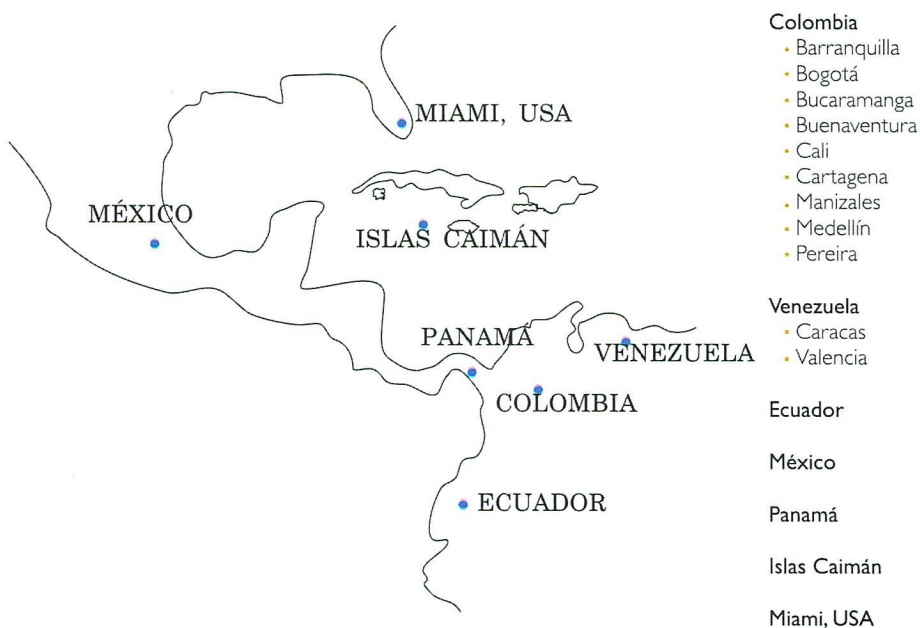 MIAMI, USA
MÉXICO
ISLAS CAIMÁN
PANAMÁ
VENEZUELA
COLOMBIA
ECUADOR
Colombia
• Barranquilla
• Bogotá
• Bucaramanga
• Buenaventura
• Cali
• Cartagena
• Manizales
• Medellín
• Pereira
Venezuela
• Caracas
• Valencia
Ecuador
México
Panamá
Islas Caimán
Miami, USA